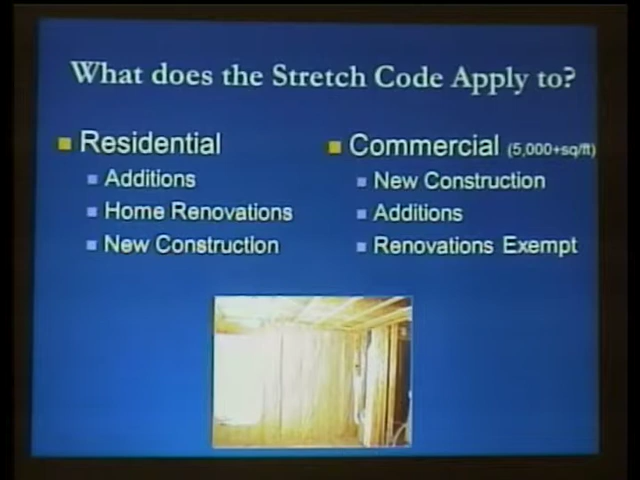 What does the Stretch Code Apply to?
Residential
Additions
Home Renovations
New Construction
Commercial (5,000+sq/ft)
New Construction
Additions
Renovations Exempt